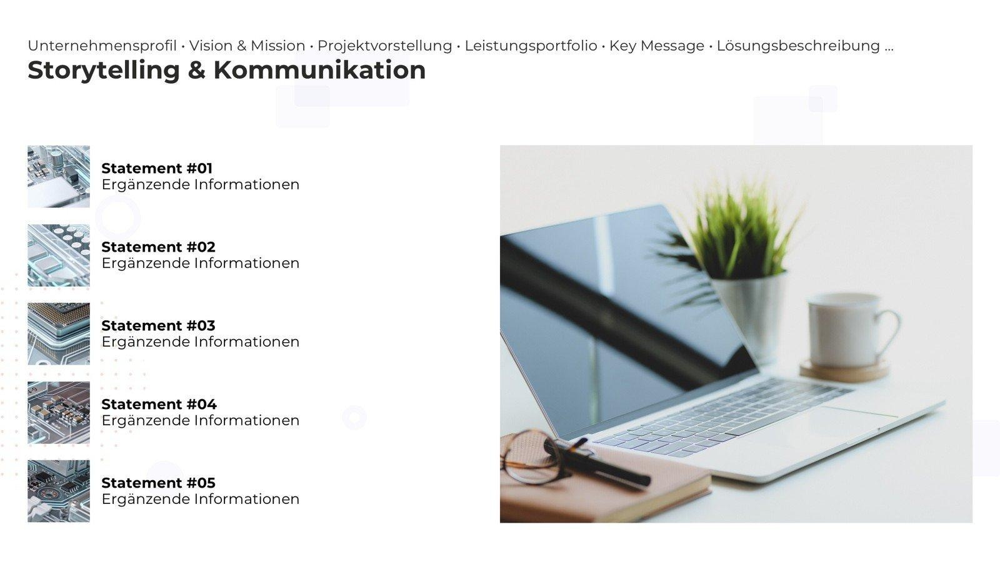 Unternehmensprofil • Vision & Mission • Projektvorstellung • Leistungsportfolio • Key Message • Lösungsbeschreibung ...
Storytelling & Kommunikation
Statement #01
Ergänzende Informationen
Statement #02
Ergänzende Informationen
Statement #03
Ergänzende Informationen
Statement #04
Ergänzende Informationen
Statement #05
Ergänzende Informationen